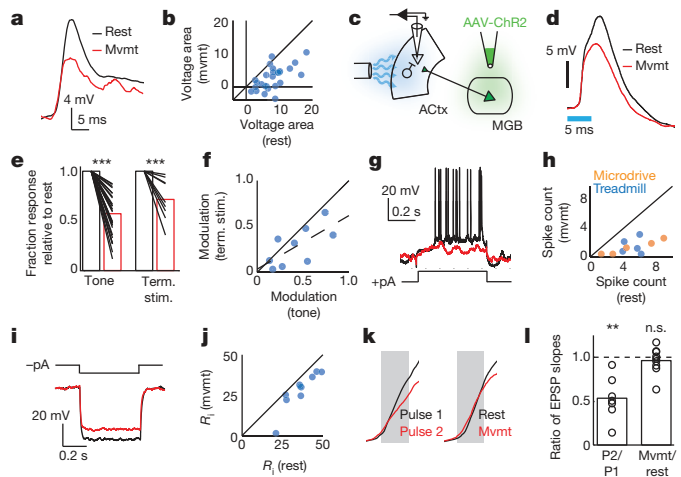 a
Rest
Mvmt
4 mV
5 ms
b
Voltage area
(mvmt)
20
10
0
0
10
20
Voltage area
(rest)
c
AAV-ChR2
ACtx
MGB
d
5 mV
Rest
Mvmt
5 ms
e
Fraction response
relative to rest
1.0
0.5
0
***
***
Tone
Term.
stim.
f
Modulation
(term. stim.)
1.0
0.5
0
0
0.5
1.0
Modulation
(tone)
g
20 mV
0.2 s
+pA
h
Microdrive
Treadmill
Spike count
(mvmt)
10
5
0
0
5
Spike count
(rest)
i
–pA
20 mV
0.2 s
j
Ri
(mvmt)
50
25
0
0
25
50
Ri (rest)
k
Pulse 1
Pulse 2
Rest
Mvmt
l
Ratio of EPSP slopes
**
n.s.
1.0
0.5
0
P2/
P1
Mvmt/
rest